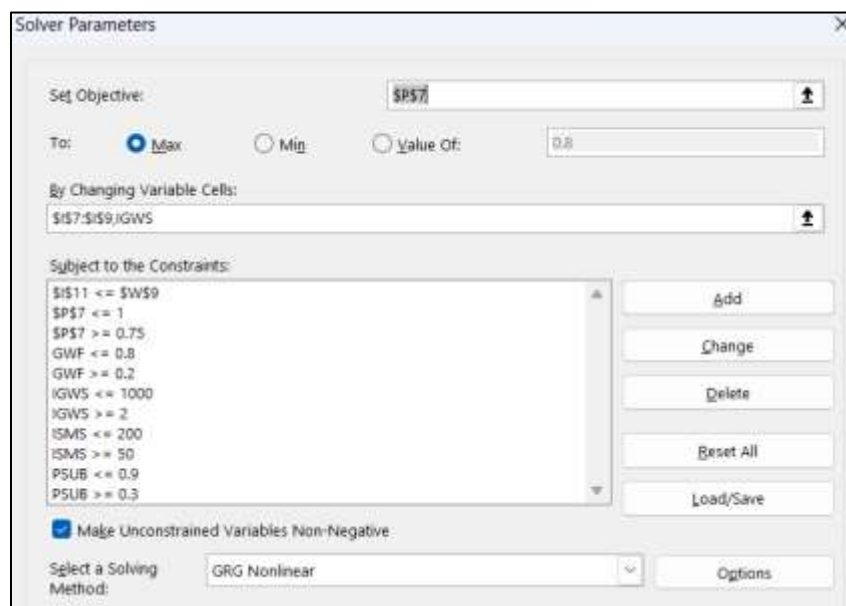 Solver Parameters
Set Objective: $P$7
To: Max Min Value Of: 0.8
By Changing Variable Cells:
$I$7:$I$9,IGWS
Subject to the Constraints:
$I$11 <= $W$9
$P$7 <= 1
$P$7 >= 0.75
GWF <= 0.8
GWF >= 0.2
IGWS <= 1000
IGWS >= 2
ISMS <= 200
ISMS >= 50
PSUB <= 0.9
PSUB >= 0.3
Add
Change
Delete
Reset All
Load/Save
Make Unconstrained Variables Non-Negative
Select a Solving Method: GRG Nonlinear Options